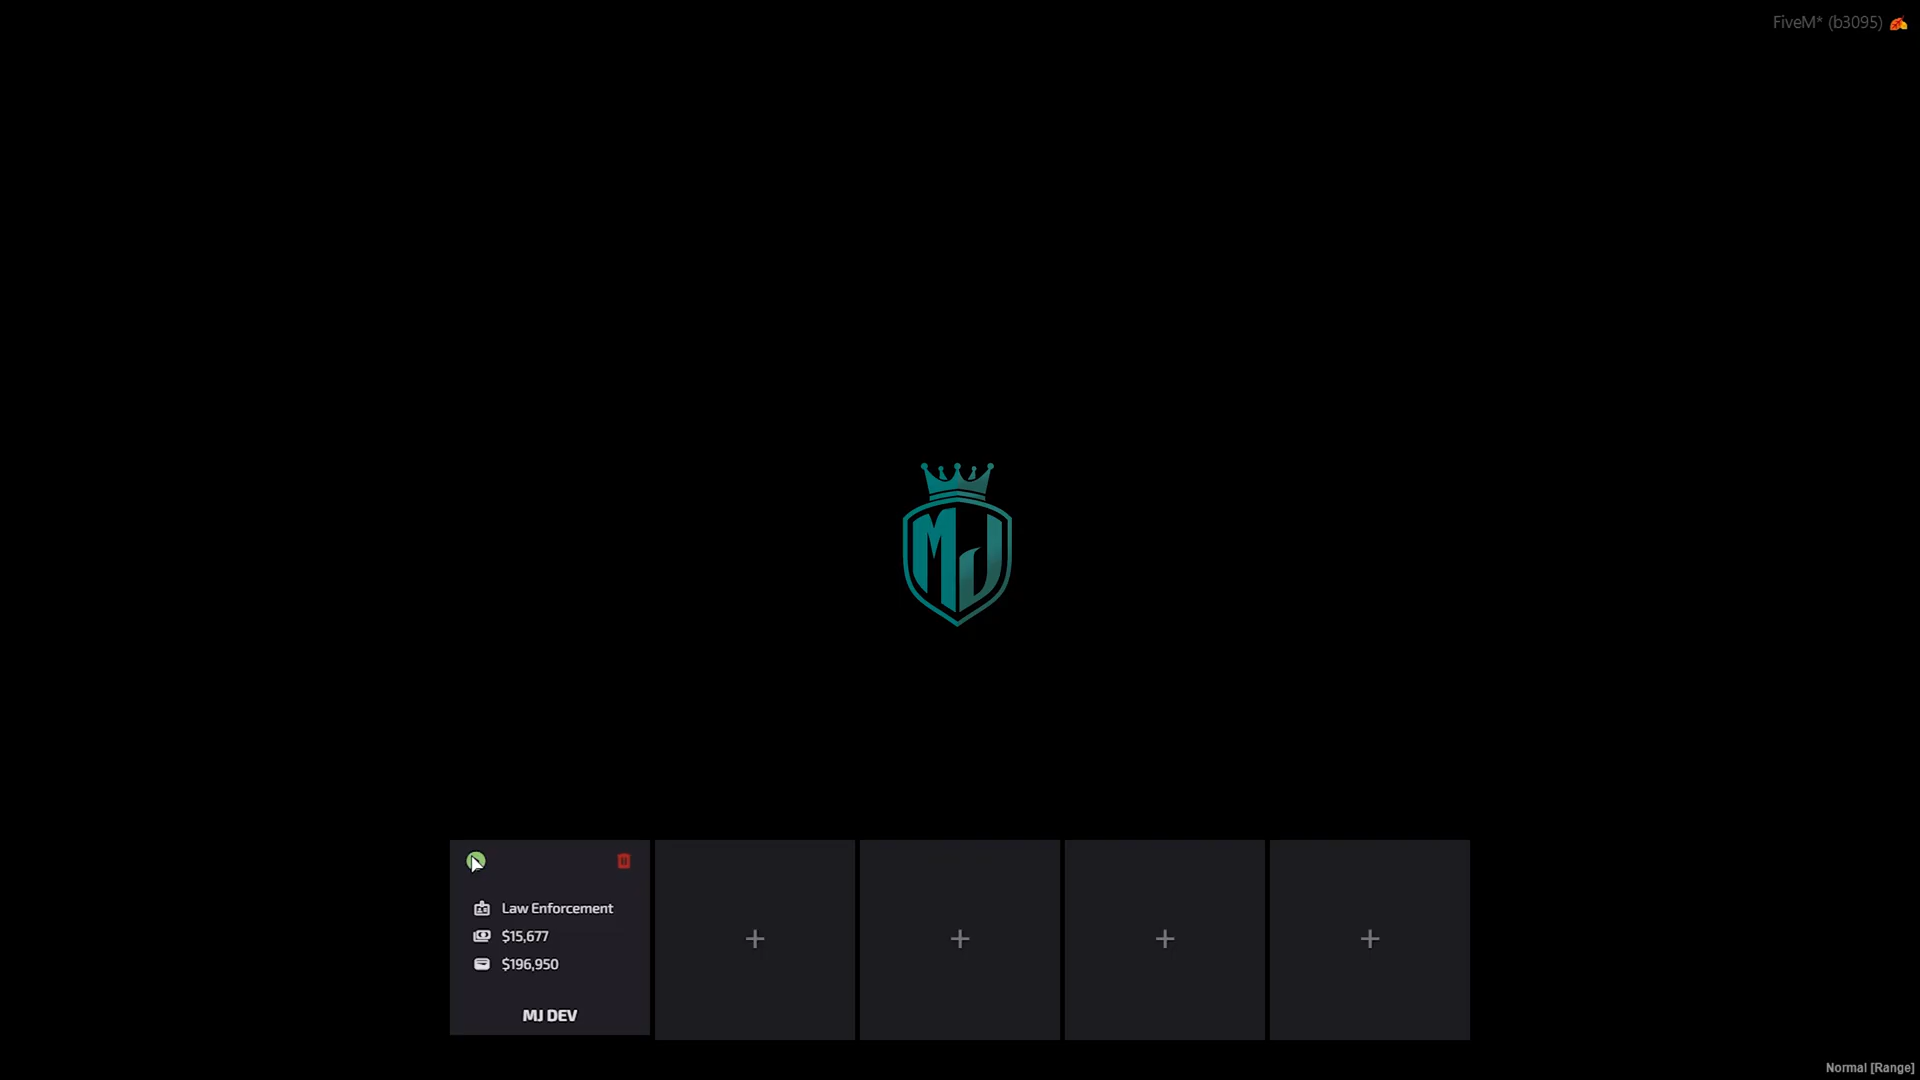 FiveM* (b3095)
MJ
Law Enforcement
$15,677
$196,950
MJ DEV
Normal [Range]